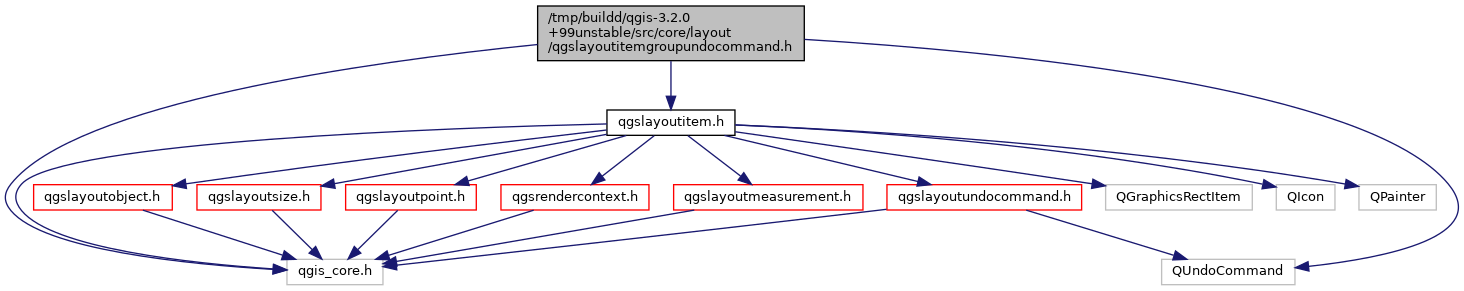 /tmp/buildd/qgis-3.2.0
+99unstable/src/core/layout
/qgslayoutitemgroupundocommand.h
qgslayoutitem.h
qgslayoutobject.h
qgslayoutsize.h
qgslayoutpoint.h
qgsrendercontext.h
qgslayoutmeasurement.h
qgslayoutundocommand.h
QGraphicsRectItem
QIcon
QPainter
qgis_core.h
QUndoCommand